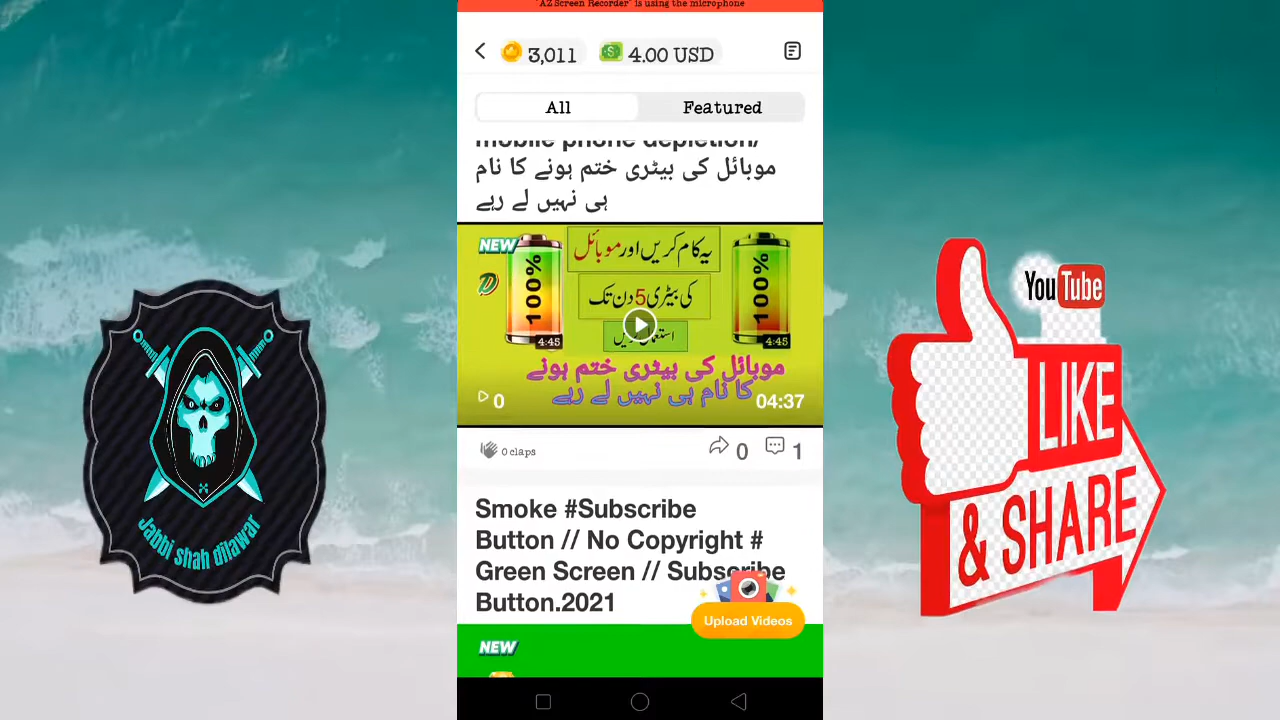 "AZ Screen Recorder" is using the microphone
3,011
4.00 USD
All
Featured
mobile phone depletion/
موبائل کی بیٹری ختم ہونے کا نام
ہی نہیں لے رہے
NEW
یہ کام کریں اور موبائل
کی بیٹری 5 دن تک
100%
100%
4:45
4:45
موبائل کی بیٹری ختم ہونے
کا نام ہی نہیں لے رہے
0
04:37
0 claps
0
1
Smoke #Subscribe
Button // No Copyright #
Green Screen // Subscribe
Button.2021
Upload Videos
NEW
Jabbi shah dilawar
YouTube
LIKE
& SHARE